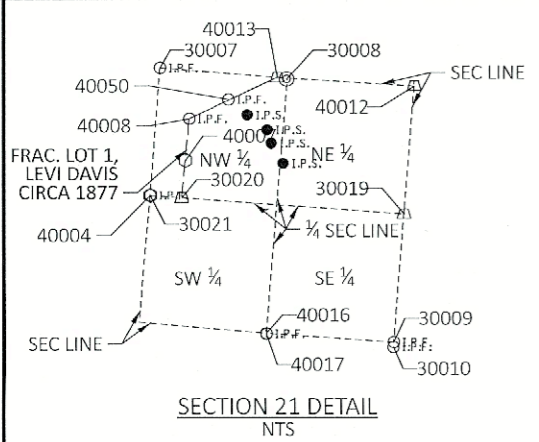 40013
30007
30008
I.P.F.
SEC LINE
40050
I.P.F.
40012
40008
I.P.F.
I.P.S.
I.P.S.
I.P.S.
I.P.S.
FRAC. LOT 1,
LEVI DAVIS
CIRCA 1877
NW ¼
NE ¼
30020
30019
30021
40004
¼ SEC LINE
SW ¼
SE ¼
40016
I.P.F.
30009
I.P.F.
SEC LINE
40017
30010
SECTION 21 DETAIL
NTS